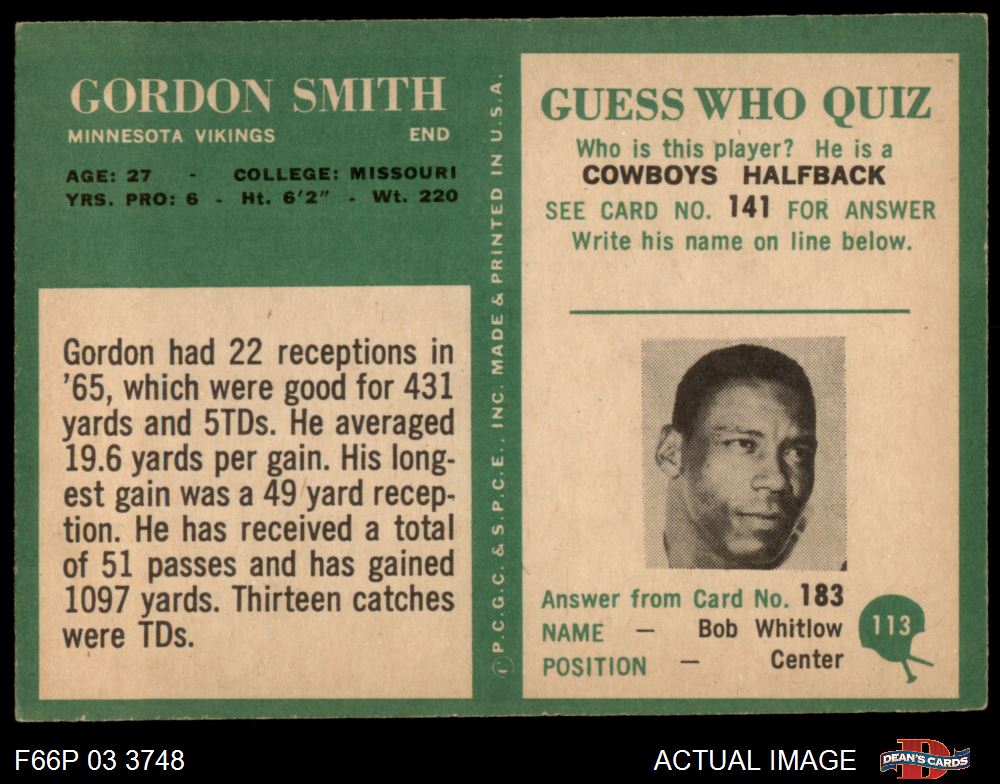 GORDON SMITH
MINNESOTA VIKINGS END
AGE: 27 - COLLEGE: MISSOURI
YRS. PRO: 6 - Ht. 6'2" - Wt. 220
Gordon had 22 receptions in
'65, which were good for 431
yards and 5TDs. He averaged
19.6 yards per gain. His long-
est gain was a 49 yard recep-
tion. He has received a total
of 51 passes and has gained
1097 yards. Thirteen catches
were TDs.
Ⓒ P.C.G.C. & S.P.C.E., INC. MADE & PRINTED IN U.S.A.
GUESS WHO QUIZ
Who is this player? He is a
COWBOYS HALFBACK
SEE CARD NO. 141 FOR ANSWER
Write his name on line below.
Answer from Card No. 183
NAME — Bob Whitlow
POSITION — Center
113
F66P 03 3748
ACTUAL IMAGE
DEAN'S CARDS